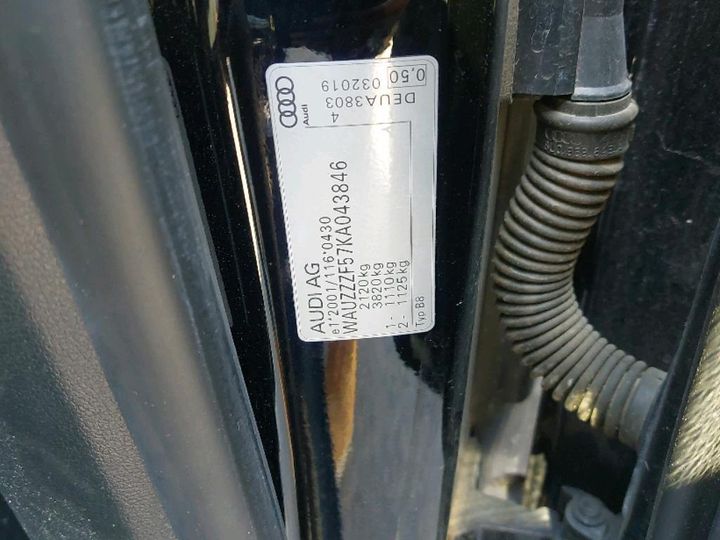 AUDI AG
e1*2001/116*0430
WAUZZZF57KA043846
2120kg
3820kg
1- 1110kg
2- 1125kg
Typ B8
4
DEUA3803
0,50 032019
Audi